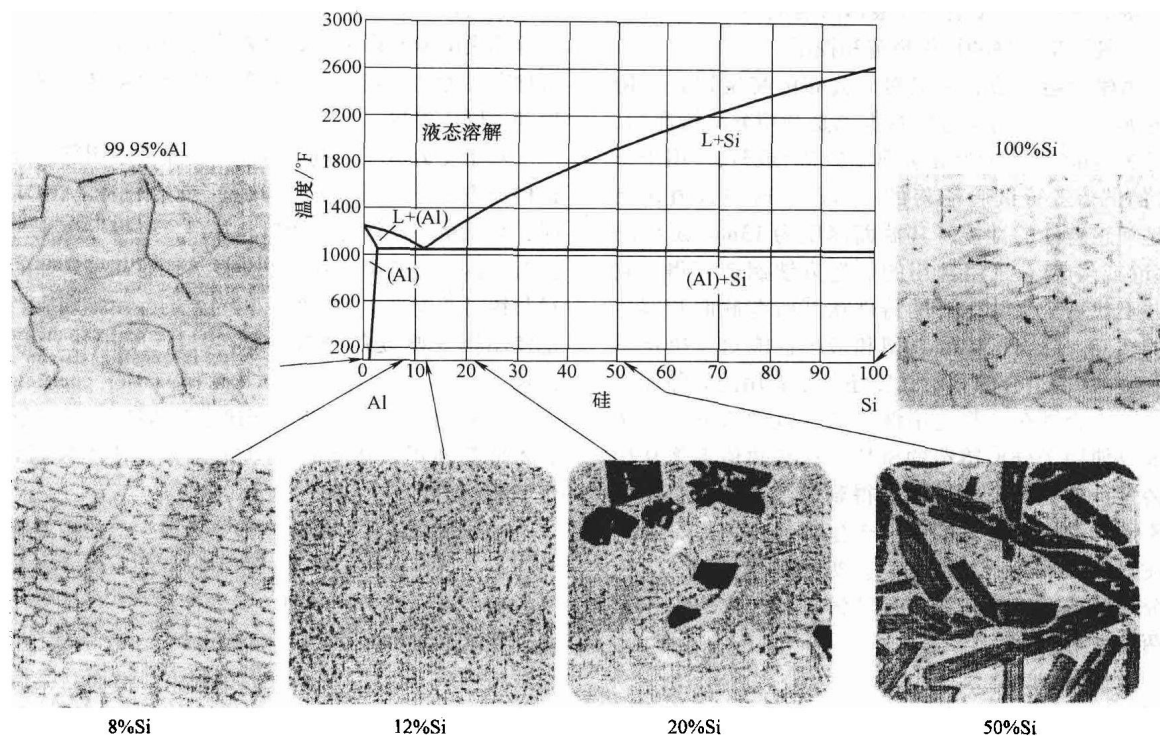 3000
2600
2200
1800
1400
1000
600
200
温度/°F
液态溶解
L+Si
L+(Al)
(Al)
(Al)+Si
0 10 20 30 40 50 60 70 80 90 100
Al 硅 Si
99.95%Al
100%Si
8%Si 12%Si 20%Si 50%Si